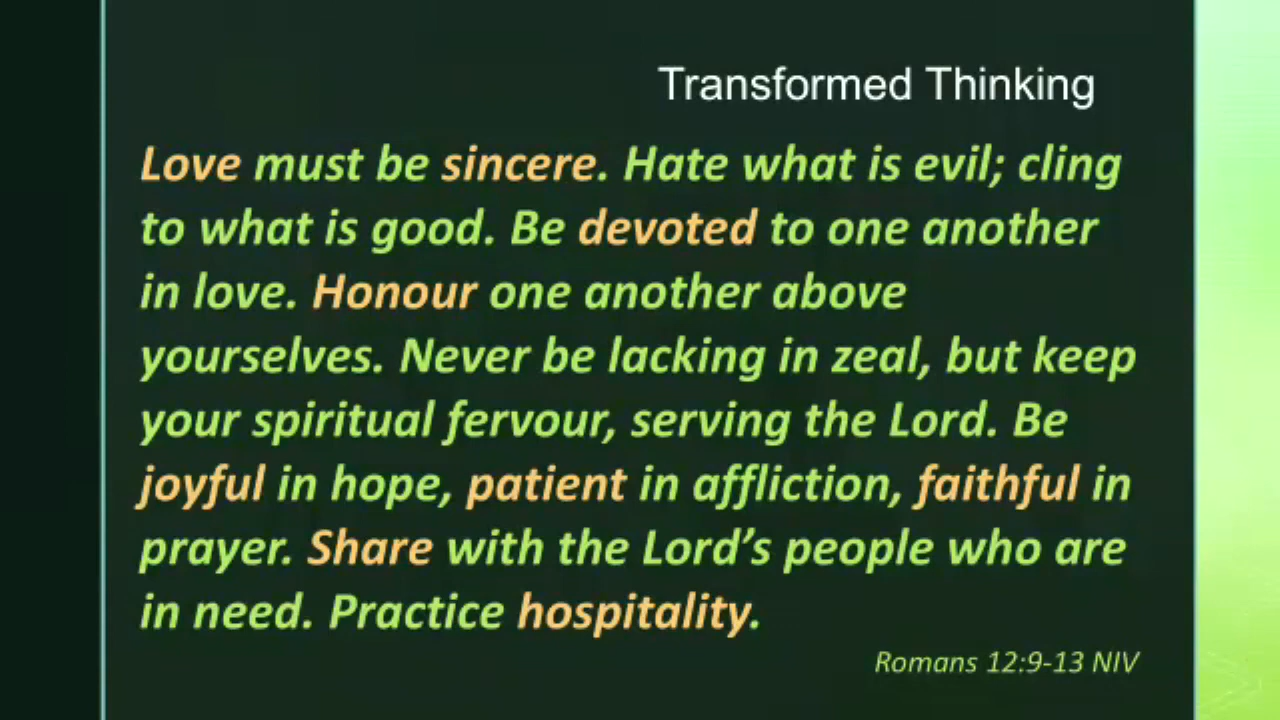 Transformed Thinking
Love must be sincere. Hate what is evil; cling
to what is good. Be devoted to one another
in love. Honour one another above
yourselves. Never be lacking in zeal, but keep
your spiritual fervour, serving the Lord. Be
joyful in hope, patient in affliction, faithful in
prayer. Share with the Lord’s people who are
in need. Practice hospitality.
Romans 12:9-13 NIV